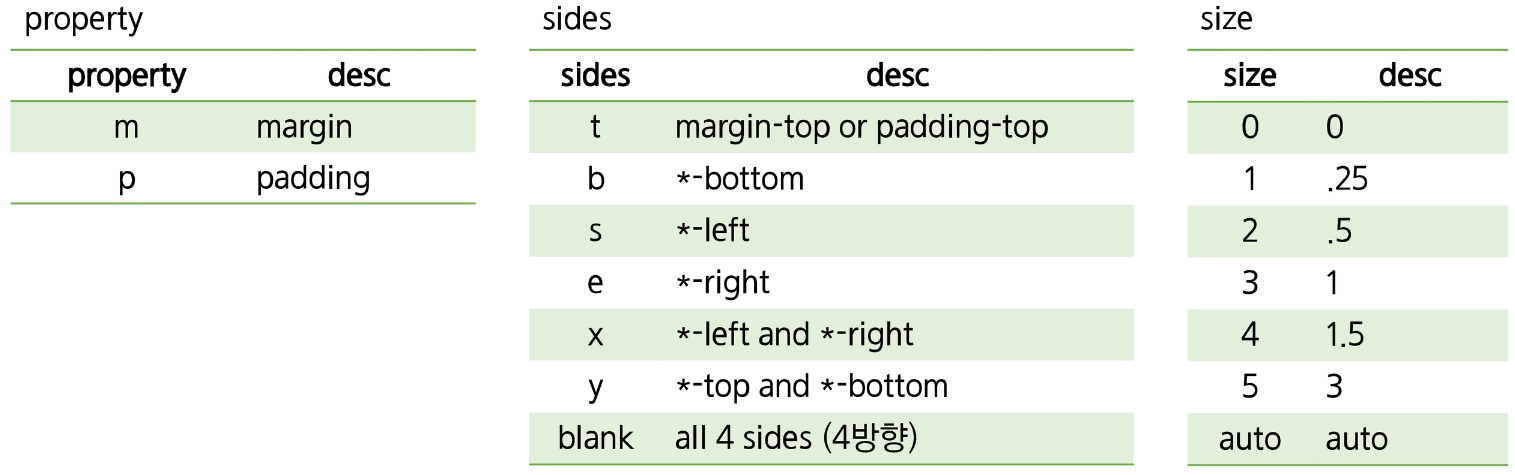 property
property desc
m margin
p padding
sides
sides desc
t margin-top or padding-top
b *-bottom
s *-left
e *-right
x *-left and *-right
y *-top and *-bottom
blank all 4 sides (4방향)
size
size desc
0 0
1 .25
2 .5
3 1
4 1.5
5 3
auto auto